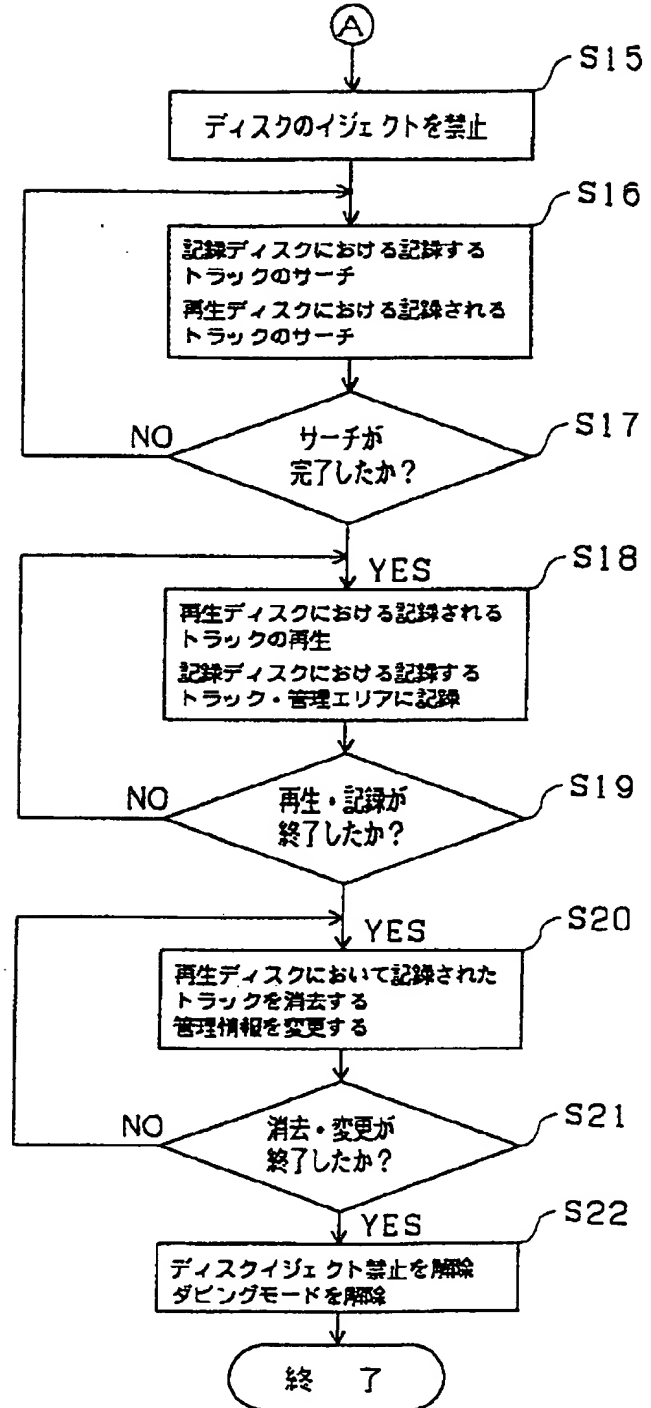 A
S15
ディスクのイジェクトを禁止
S16
記録ディスクにおける記録する
トラックのサーチ
再生ディスクにおける記録される
トラックのサーチ
S17
NO
サーチが
完了したか？
YES
S18
再生ディスクにおける記録される
トラックの再生
記録ディスクにおける記録する
トラック・管理エリアに記録
S19
NO
再生・記録が
終了したか？
YES
S20
再生ディスクにおいて記録された
トラックを消去する
管理情報を変更する
S21
NO
消去・変更が
終了したか？
YES
S22
ディスクイジェクト禁止を解除
ダビングモードを解除
終 了